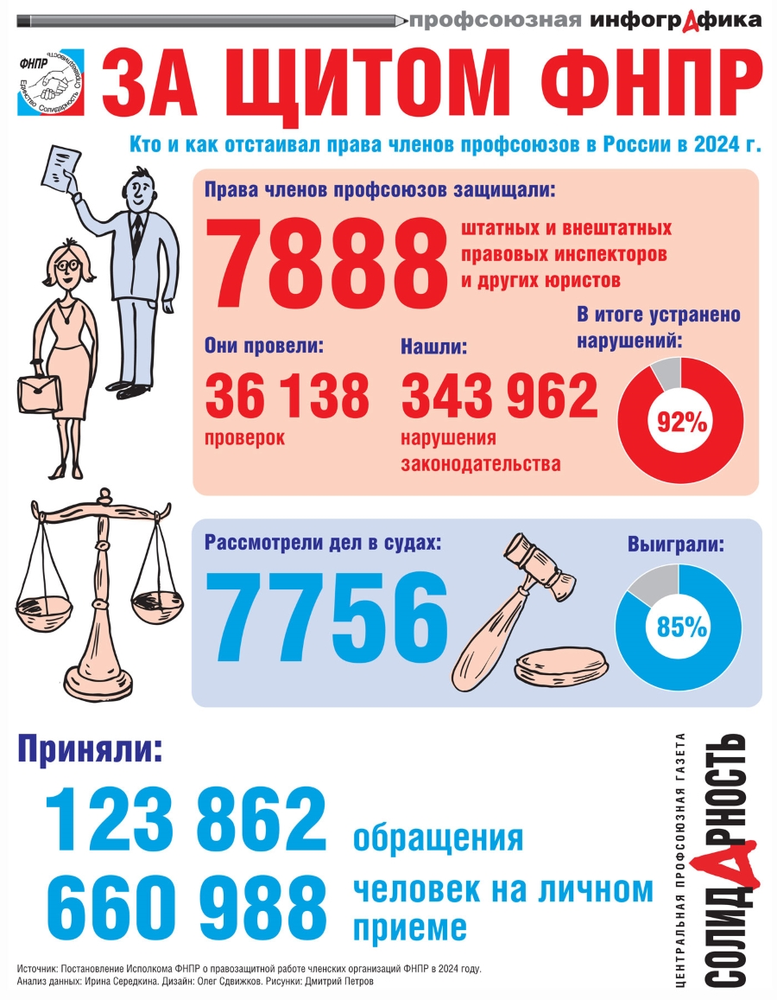 профсоюзная инфогрАфика
ФНПР
Единство Солидарность Справедливость
ЗА ЩИТОМ ФНПР
Кто и как отстаивал права членов профсоюзов в России в 2024 г.
Права членов профсоюзов защищали:
7888
штатных и внештатных
правовых инспекторов
и других юристов
Они провели:
36 138
проверок
Нашли:
343 962
нарушения
законодательства
В итоге устранено
нарушений:
92%
Рассмотрели дел в судах:
7756
Выиграли:
85%
Приняли:
123 862
обращения
660 988
человек на личном
приеме
ЦЕНТРАЛЬНАЯ ПРОФСОЮЗНАЯ ГАЗЕТА
СОЛИДАРНОСТЬ
Источник: Постановление Исполкома ФНПР о правозащитной работе членских организаций ФНПР в 2024 году.
Анализ данных: Ирина Середкина. Дизайн: Олег Сдвижков. Рисунки: Дмитрий Петров